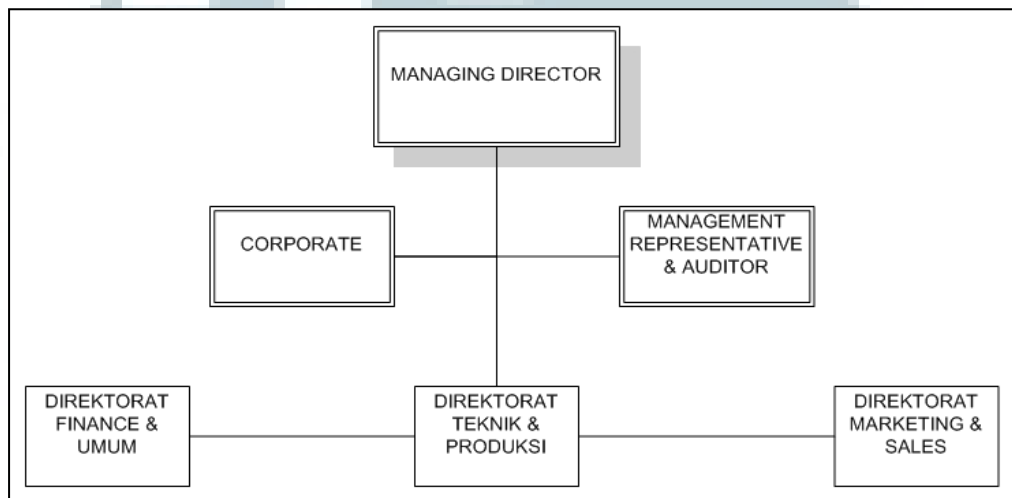 MANAGING DIRECTOR
CORPORATE
MANAGEMENT
REPRESENTATIVE
& AUDITOR
DIREKTORAT
FINANCE &
UMUM
DIREKTORAT
TEKNIK &
PRODUKSI
DIREKTORAT
MARKETING &
SALES